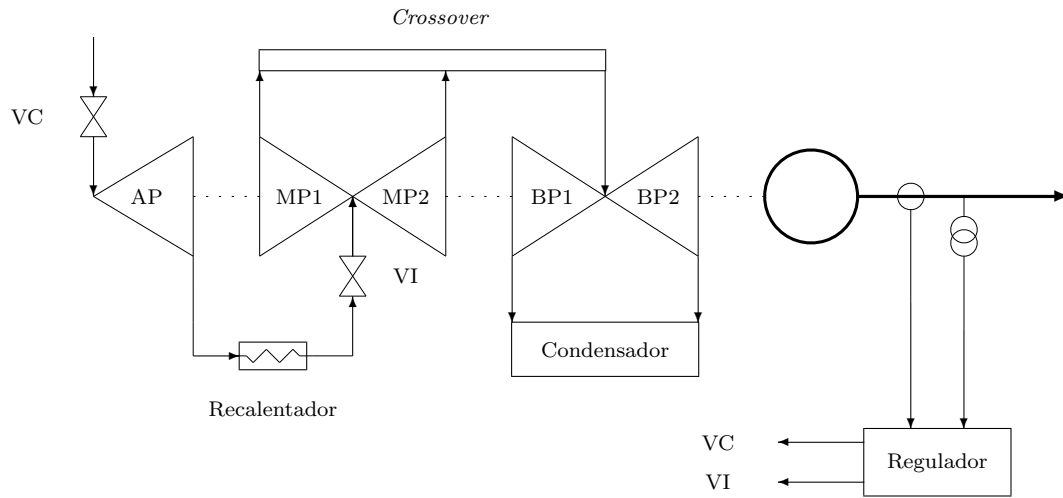 Crossover
VC
AP
MP1
MP2
BP1
BP2
VI
Condensador
Recalentador
VC
Regulador
VI